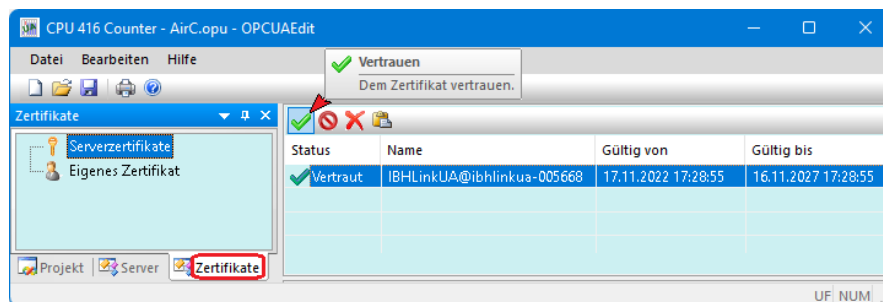 CPU 416 Counter - AirC.opu - OPCUAEdit
Datei Bearbeiten Hilfe
Vertrauen
Dem Zertifikat vertrauen.
Zertifikate
Serverzertifikate
Eigenes Zertifikat
Status Name Gültig von Gültig bis
Vertraut IBHLinkUA@ibhlinkua-005668 17.11.2022 17:28:55 16.11.2027 17:28:55
Projekt Server Zertifikate
UF NUM